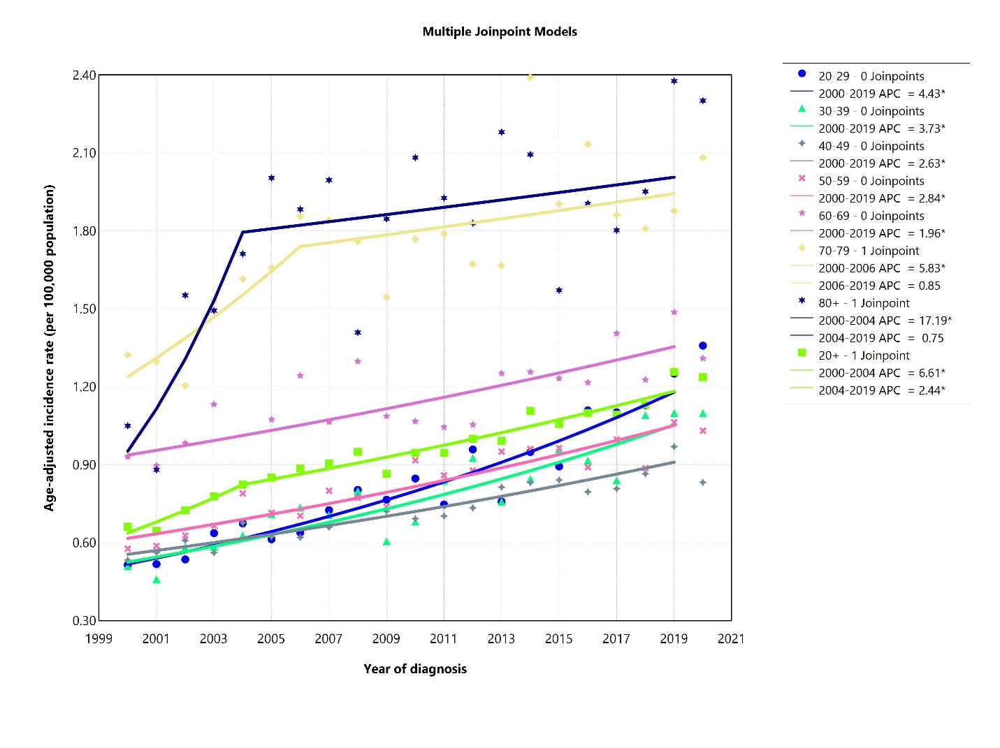 Multiple Joinpoint Models
2.40
2.10
1.80
1.50
1.20
0.90
0.60
0.30
Age-adjusted incidence rate (per 100,000 population)
1999 2001 2003 2005 2007 2009 2011 2013 2015 2017 2019 2021
Year of diagnosis
20-29 - 0 Joinpoints
2000-2019 APC = 4.43*
30-39 - 0 Joinpoints
2000-2019 APC = 3.73*
40-49 - 0 Joinpoints
2000-2019 APC = 2.63*
50-59 - 0 Joinpoints
2000-2019 APC = 2.84*
60-69 - 0 Joinpoints
2000-2019 APC = 1.96*
70-79 - 1 Joinpoint
2000-2006 APC = 5.83*
2006-2019 APC = 0.85
80+ - 1 Joinpoint
2000-2004 APC = 17.19*
2004-2019 APC = 0.75
20+ - 1 Joinpoint
2000-2004 APC = 6.61*
2004-2019 APC = 2.44*